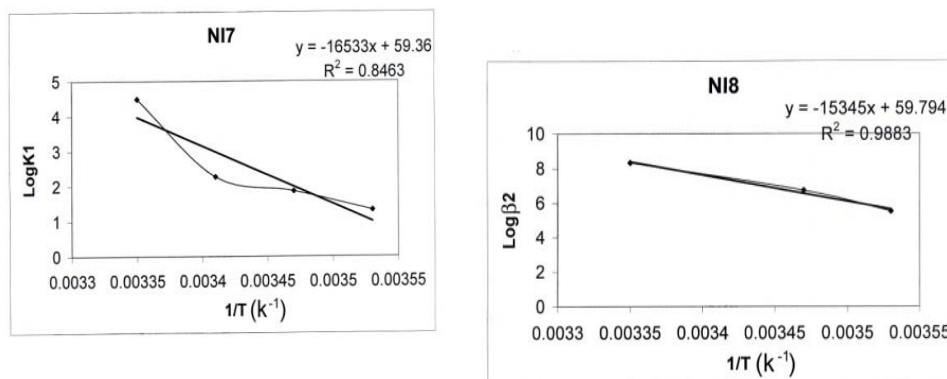 NI7
y = -16533x + 59.36
R² = 0.8463
5
4
3
2
1
0
LogK1
0.0033 0.00335 0.0034 0.00345 0.0035 0.00355
1/T (k⁻¹)
NI8
y = -15345x + 59.794
R² = 0.9883
10
8
6
4
2
0
Logβ2
0.0033 0.00335 0.0034 0.00345 0.0035 0.00355
1/T (k⁻¹)